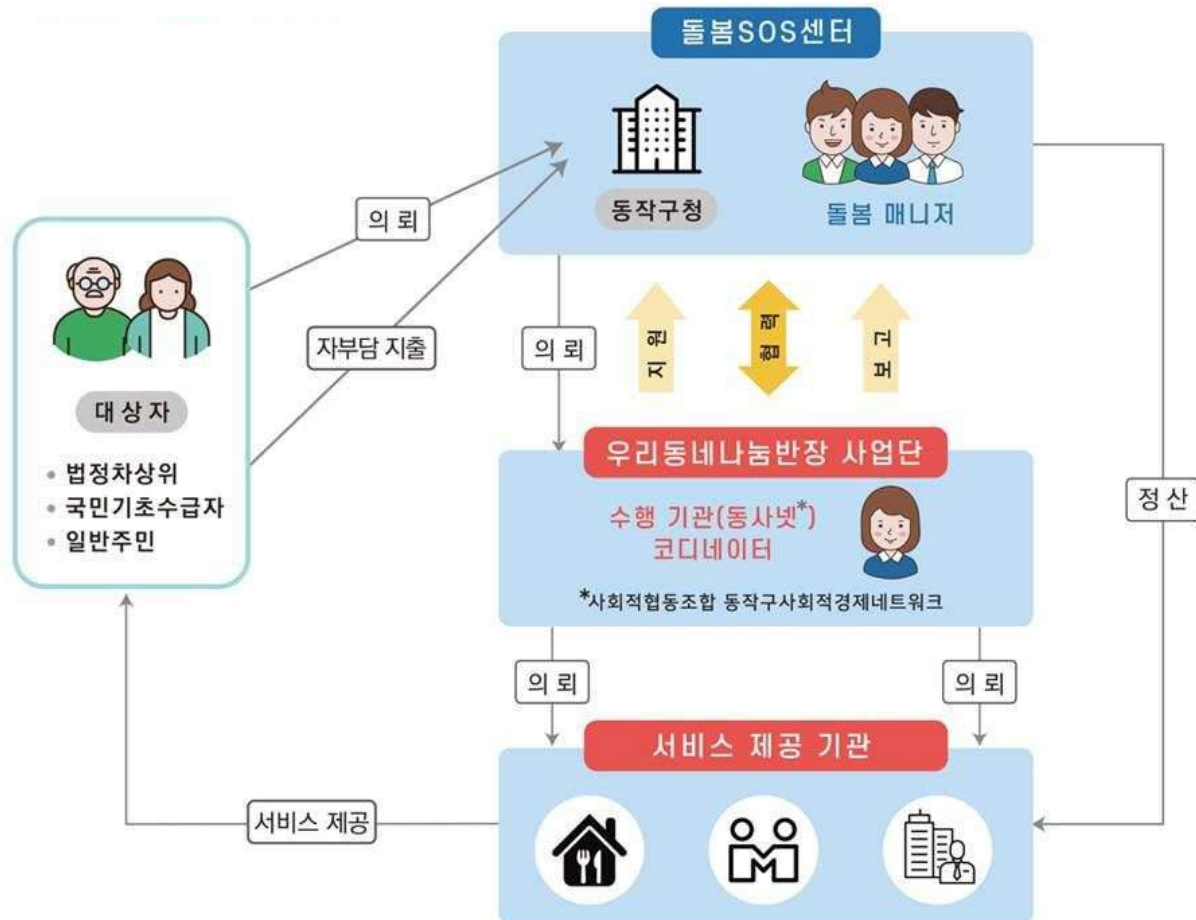 돌봄SOS센터
동작구청
돌봄 매니저
의뢰
자부담 지출
대상자
• 법정차상위
• 국민기초수급자
• 일반주민
의뢰
지원
협력
보고
정산
우리동네나눔반장 사업단
수행 기관(동사넷*)
코디네이터
*사회적협동조합 동작구사회적경제네트워크
의뢰
의뢰
서비스 제공 기관
서비스 제공